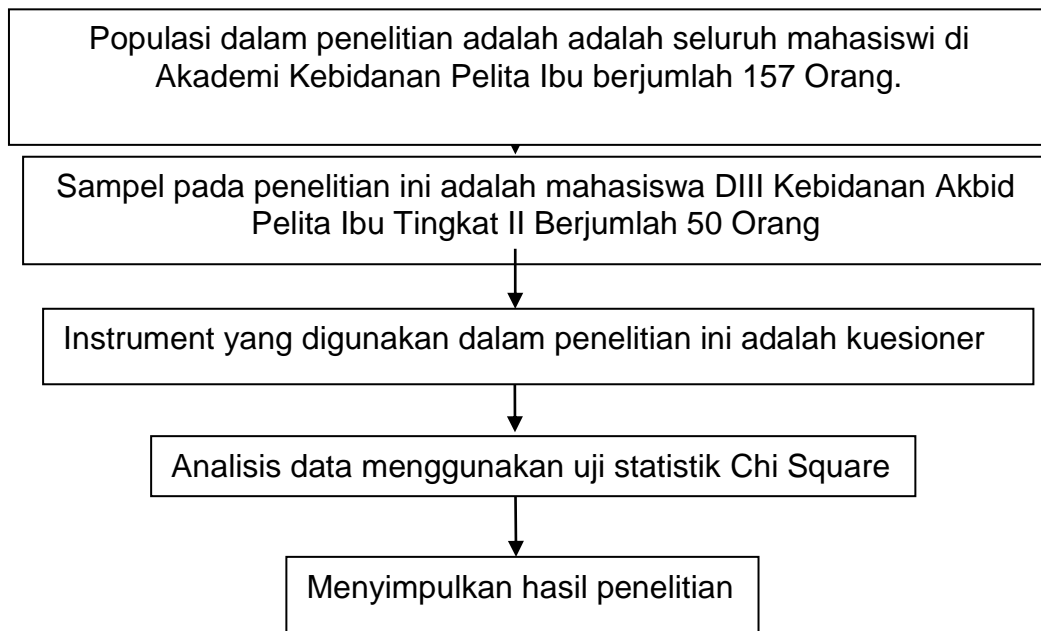 Populasi dalam penelitian adalah adalah seluruh mahasiswi di
Akademi Kebidanan Pelita Ibu berjumlah 157 Orang.
Sampel pada penelitian ini adalah mahasiswa DIII Kebidanan Akbid
Pelita Ibu Tingkat II Berjumlah 50 Orang
Instrument yang digunakan dalam penelitian ini adalah kuesioner
Analisis data menggunakan uji statistik Chi Square
Menyimpulkan hasil penelitian